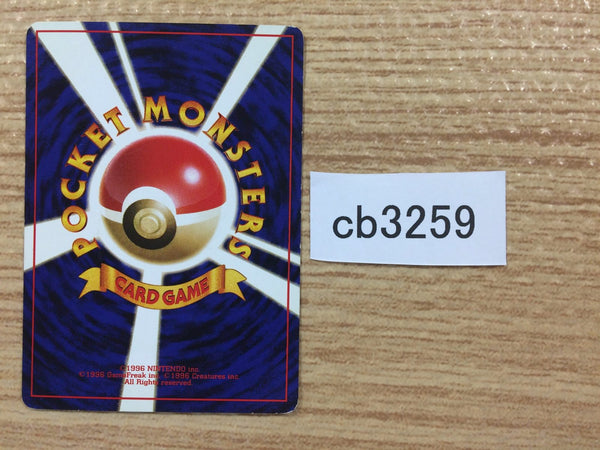 POCKET MONSTERS
CARD GAME
©1996 NINTENDO inc.
©1996 GameFreak inc. ©1996 Creatures inc.
All Rights reserved.
cb3259